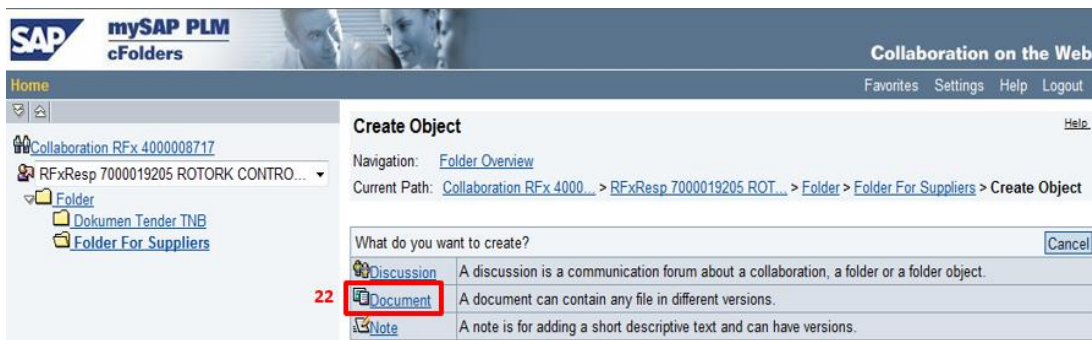 SAP
mySAP PLM
cFolders
Collaboration on the Web
Home
Favorites Settings Help Logout
Collaboration RFx 4000008717
RFxResp 7000019205 ROTORK CONTRO...
Folder
Dokumen Tender TNB
Folder For Suppliers
Create Object
Help
Navigation: Folder Overview
Current Path: Collaboration RFx 4000... > RFxResp 7000019205 ROT... > Folder > Folder For Suppliers > Create Object
What do you want to create? Cancel
Discussion A discussion is a communication forum about a collaboration, a folder or a folder object.
22 Document A document can contain any file in different versions.
Note A note is for adding a short descriptive text and can have versions.